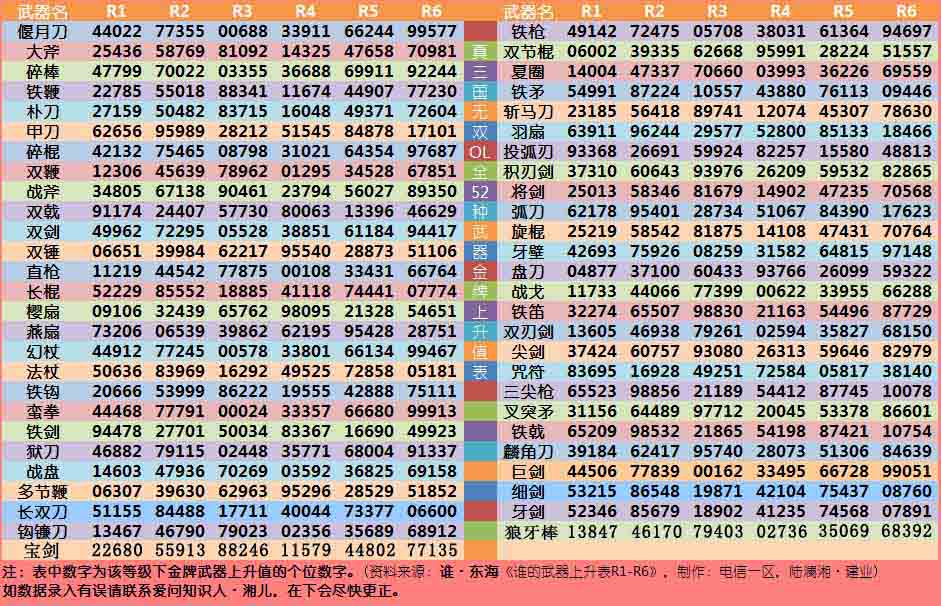 武器名 R1 R2 R3 R4 R5 R6 武器名 R1 R2 R3 R4 R5 R6
偃月刀 44022 77355 00688 33911 66244 99577 铁枪 49142 72475 05708 38031 61364 94697
大斧 25436 58769 81092 14325 47658 70981 真 双节棍 06002 39335 62668 95991 28224 51557
碎棒 47799 70022 03355 36688 69911 92244 三 夏圈 14004 47337 70660 03993 36226 69559
铁鞭 22785 55018 88341 11674 44907 77230 国 铁矛 54991 87224 10557 43880 76113 09446
朴刀 27159 50482 83715 16048 49371 72604 无 斩马刀 23185 56418 89741 12074 45307 78630
甲刀 62656 95989 28212 51545 84878 17101 双 羽扇 63911 96244 29577 52800 85133 18466
碎棍 42132 75465 08798 31021 64354 97687 OL 投弧刃 93368 26691 59924 82257 15580 48813
双鞭 12306 45639 78962 01295 34528 67851 全 积刃剑 37310 60643 93976 26209 59532 82865
战斧 34805 67138 90461 23794 56027 89350 52 将剑 25013 58346 81679 14902 47235 70568
双戟 91174 24407 57730 80063 13396 46629 种 弧刀 62178 95401 28734 51067 84390 17623
双剑 49962 72295 05528 38851 61184 94417 武 旋棍 25219 58542 81875 14108 47431 70764
双锤 06651 39984 62217 95540 28873 51106 器 牙壁 42693 75926 08259 31582 64815 97148
直枪 11219 44542 77875 00108 33431 66764 金 盘刀 04877 37100 60433 93766 26099 59322
长棍 52229 85552 18885 41118 74441 07774 牌 战戈 11733 44066 77399 00622 33955 66288
樱扇 09106 32439 65762 98095 21328 54651 上 铁笛 32274 65507 98830 21163 54496 87729
燕扇 73206 06539 39862 62195 95428 28751 升 双刃剑 13605 46938 79261 02594 35827 68150
幻杖 44912 77245 00578 33801 66134 99467 值 尖剑 37424 60757 93080 26313 59646 82979
法杖 50636 83969 16292 49525 72858 05181 表 咒符 83695 16928 49251 72584 05817 38140
铁钩 20666 53999 86222 19555 42888 75111 三尖枪 65523 98856 21189 54412 87745 10078
蛮拳 44468 77791 00024 33357 66680 99913 叉突矛 31156 64489 97712 20045 53378 86601
铁剑 94478 27701 50034 83367 16690 49923 铁戟 65209 98532 21865 54198 87421 10754
狱刀 46882 79115 02448 35771 68004 91337 麟角刀 39184 62417 95740 28073 51306 84639
战盘 14603 47936 70269 03592 36825 69158 巨剑 44506 77839 00162 33495 66728 99051
多节鞭 06307 39630 62963 95296 28529 51852 细剑 53215 86548 19871 42104 75437 08760
长双刀 51155 84488 17711 40044 73377 06600 牙剑 52346 85679 18902 41235 74568 07891
钩镰刀 13467 46790 79023 02356 35689 68912 狼牙棒 13847 46170 79403 02736 35069 68392
宝剑 22680 55913 88246 11579 44802 77135
注：表中数字为该等级下金牌武器上升值的个位数字。（资料来源：谁·东海《谁的武器上升表R1-R6》，制作：电信一区，陆澜湘·建业）
如数据录入有误请联系爱问知识人·湘儿，在下会尽快更正。